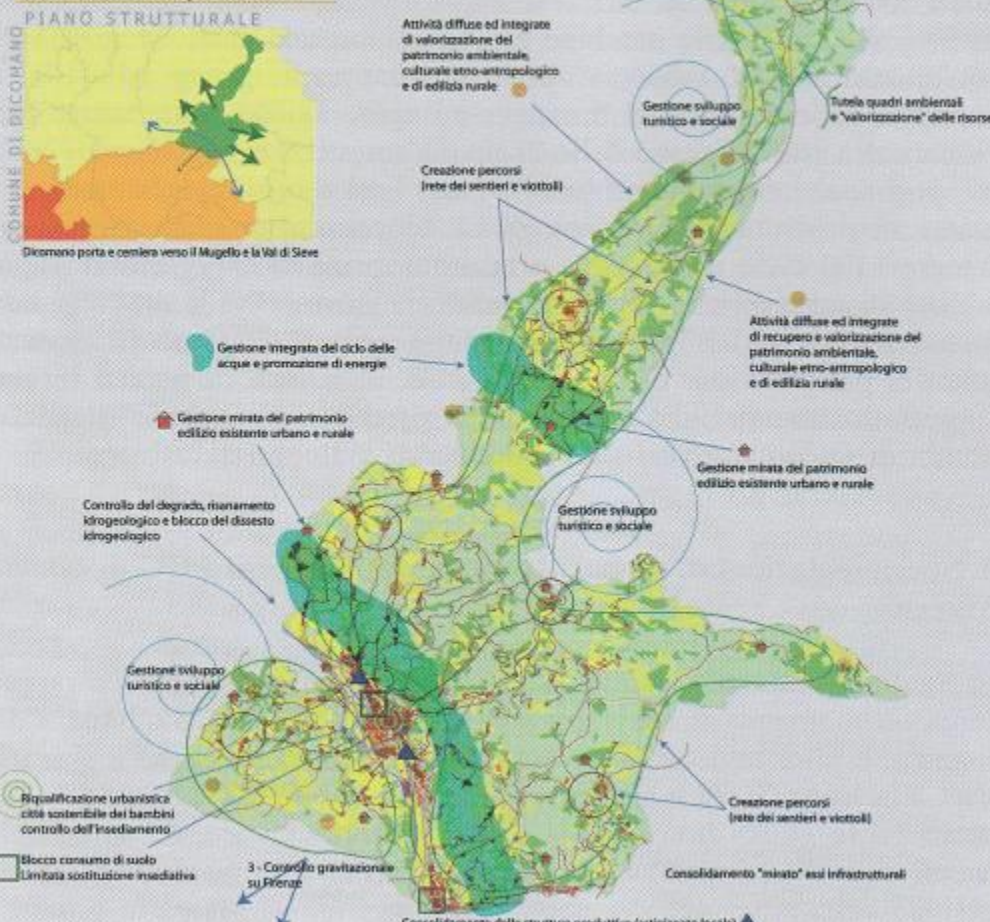 PIANO STRUTTURALE
COMUNE DI DICOMANO
Dicomano porta e cerniera verso il Mugello e la Val di Sieve
Attività diffuse ed integrate
di valorizzazione del
patrimonio ambientale,
culturale etno-antropologico
e di edilizia rurale
Gestione sviluppo
turistico e sociale
Tutela quadri ambientali
e "valorizzazione" delle risorse
Creazione percorsi
(rete dei sentieri e viottoli)
Attività diffuse ed integrate
di recupero e valorizzazione del
patrimonio ambientale,
culturale etno-antropologico
e di edilizia rurale
Gestione integrata del ciclo delle
acque e promozione di energie
Gestione mirata del patrimonio
edilizio esistente urbano e rurale
Gestione mirata del patrimonio
edilizio esistente urbano e rurale
Controllo del degrado, risanamento
idrogeologico e blocco del dissesto
idrogeologico
Gestione sviluppo
turistico e sociale
Gestione sviluppo
turistico e sociale
Riqualificazione urbanistica
città sostenibile dei bambini
controllo dell'insediamento
Creazione percorsi
(rete dei sentieri e viottoli)
Blocco consumo di suolo
Limitata sostituzione insediativa
3 - Controllo gravitazionale
su Firenze
Consolidamento "mirato" assi infrastrutturali